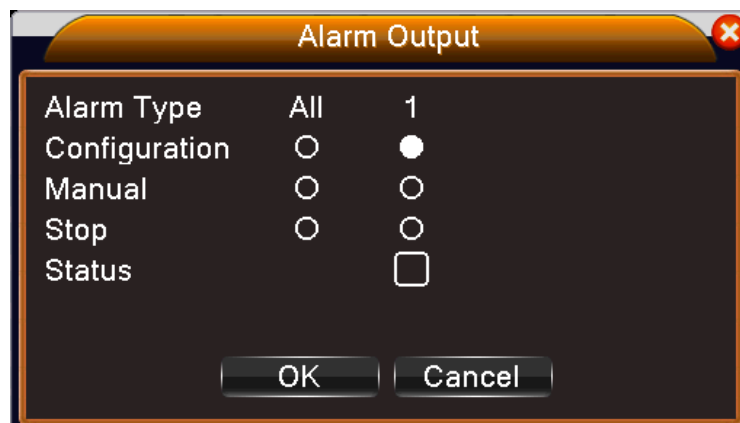 Alarm Output
Alarm Type All 1
Configuration
Manual
Stop
Status
OK Cancel